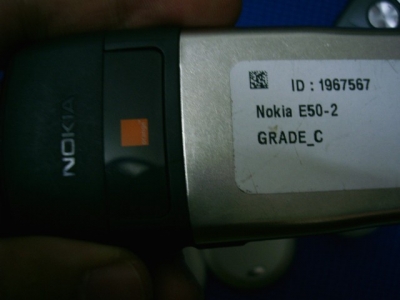 NOKIA
ID : 1967567
Nokia E50-2
GRADE_C